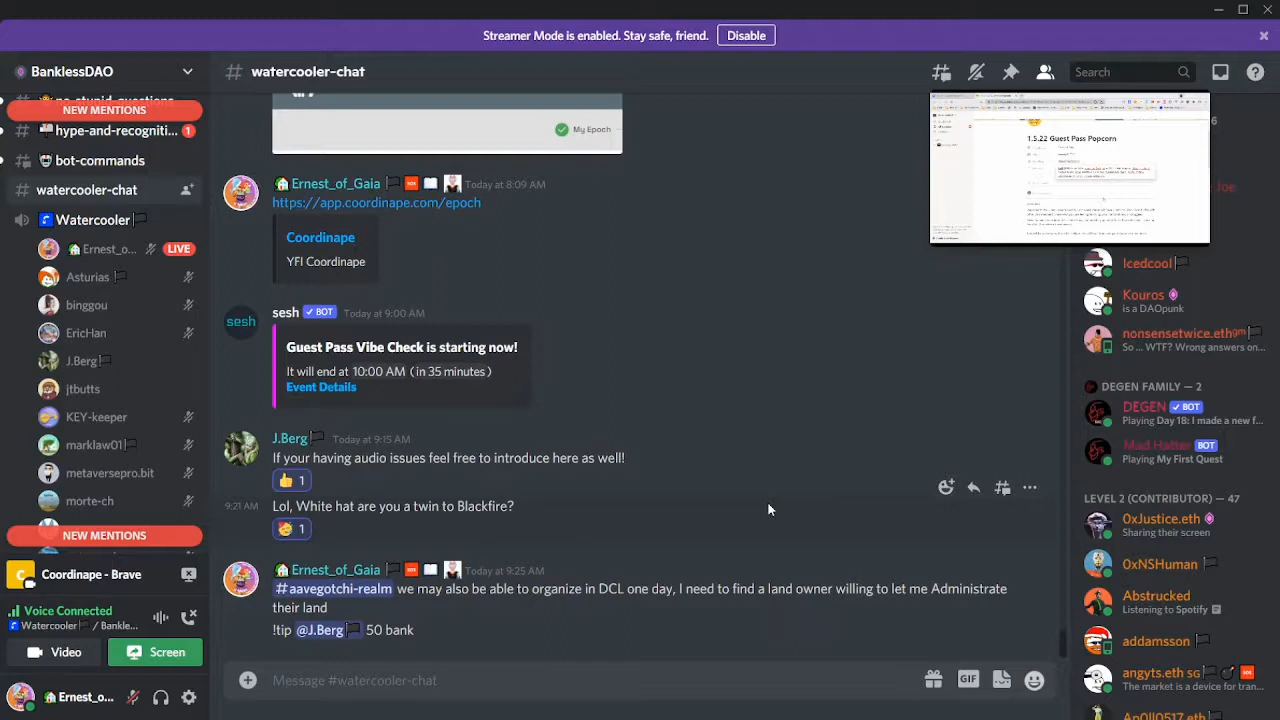 Streamer Mode is enabled. Stay safe, friend.
Disable
BanklessDAO
# watercooler-chat
Search
NEW MENTIONS
1
commands
watercooler-chat
Watercooler
Ernest_o...
LIVE
Asturias
binggou
EricHan
J.Berg
jtbutts
KEY-keeper
marklaw01
metaversepro.bit
morte-ch
NEW MENTIONS
Coordinape - Brave
Voice Connected
Watercooler / Bankle...
Video
Screen
Ernest_o...
My Epoch
Ernest_of_Gaia SOS Today at 8:09 AM
https://app.coordinape.com/epoch
YFI Coordinape
sesh BOT Today at 9:00 AM
sesh
Guest Pass Vibe Check is starting now!
It will end at 10:00 AM (in 35 minutes)
Event Details
J.Berg Today at 9:15 AM
If your having audio issues feel free to introduce here as well!
1
9:21 AM Lol, White hat are you a twin to Blackfire?
1
Ernest_of_Gaia SOS Today at 9:25 AM
#aavegotchi-realm we may also be able to organize in DCL one day, I need to find a land owner willing to let me Administrate
their land
!tip @J.Berg 50 bank
Message #watercooler-chat
GIF
1.5.22 Guest Pass Popcorn
Icedcool
Kouros
is a DAOpunk
nonsensetwice.eth gm
So ... WTF? Wrong answers on...
DEGEN FAMILY — 2
DEGEN BOT
Playing Day 18: I made a new f...
Mad Hatter BOT
Playing My First Quest
LEVEL 2 (CONTRIBUTOR) — 47
0xJustice.eth
Sharing their screen
0xNSHuman
Abstrucked
Listening to Spotify
addamsson
angyts.eth sg SOS
The market is a device for tran...
Ap0ll0517.eth